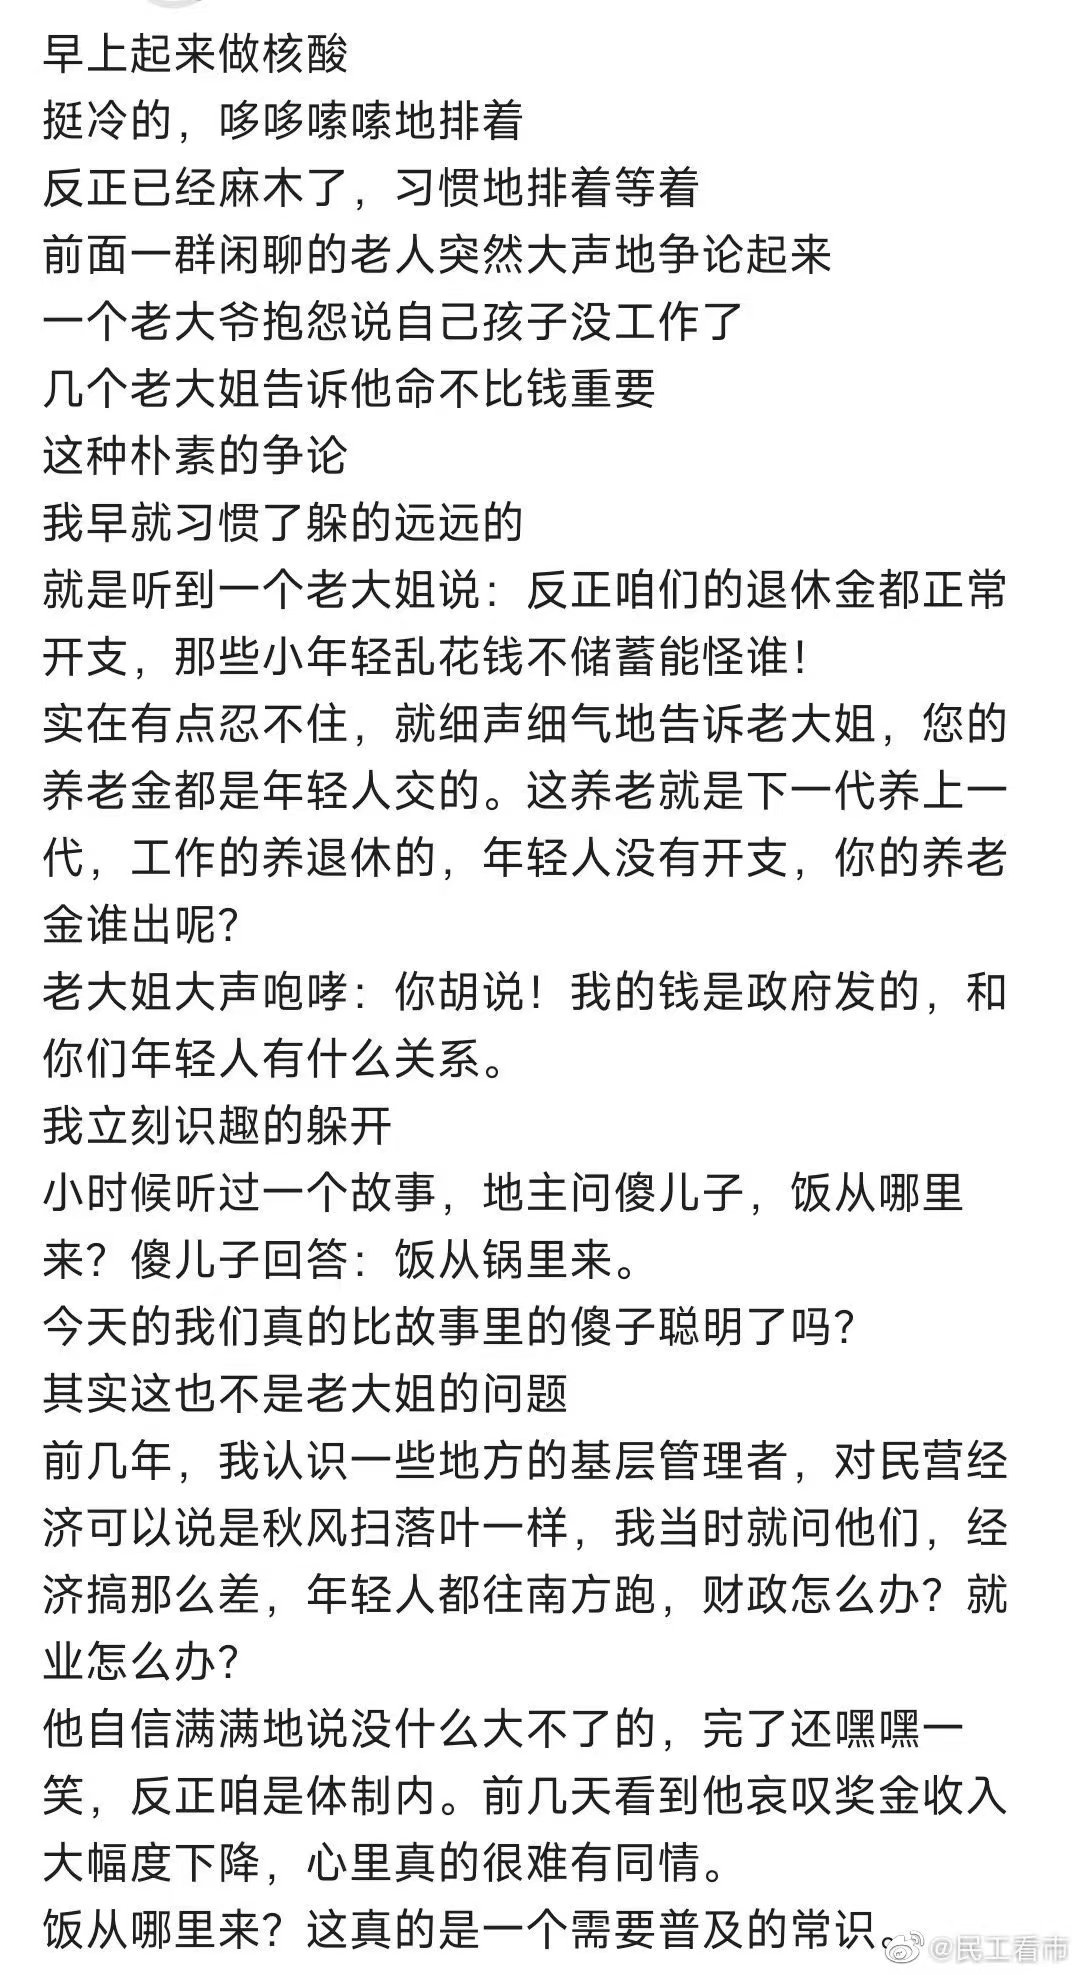 早上起来做核酸
挺冷的，哆哆嗦嗦地排着
反正已经麻木了，习惯地排着等着
前面一群闲聊的老人突然大声地争论起来
一个老大爷抱怨说自己孩子没工作了
几个老大姐告诉他命不比钱重要
这种朴素的争论
我早就习惯了躲的远远的
就是听到一个老大姐说：反正咱们的退休金都正常
开支，那些小年轻乱花钱不储蓄能怪谁！
实在有点忍不住，就细声细气地告诉老大姐，您的
养老金都是年轻人交的。这养老就是下一代养上一
代，工作的养退休的，年轻人没有开支，你的养老
金谁出呢？
老大姐大声咆哮：你胡说！我的钱是政府发的，和
你们年轻人有什么关系。
我立刻识趣的躲开
小时候听过一个故事，地主问傻儿子，饭从哪里
来？傻儿子回答：饭从锅里来。
今天的我们真的比故事里的傻子聪明了吗？
其实这也不是老大姐的问题
前几年，我认识一些地方的基层管理者，对民营经
济可以说是秋风扫落叶一样，我当时就问他们，经
济搞那么差，年轻人都往南方跑，财政怎么办？就
业怎么办？
他自信满满地说没什么大不了的，完了还嘿嘿一
笑，反正咱是体制内。前几天看到他哀叹奖金收入
大幅度下降，心里真的很难有同情。
饭从哪里来？这真的是一个需要普及的常识。
@民工看市